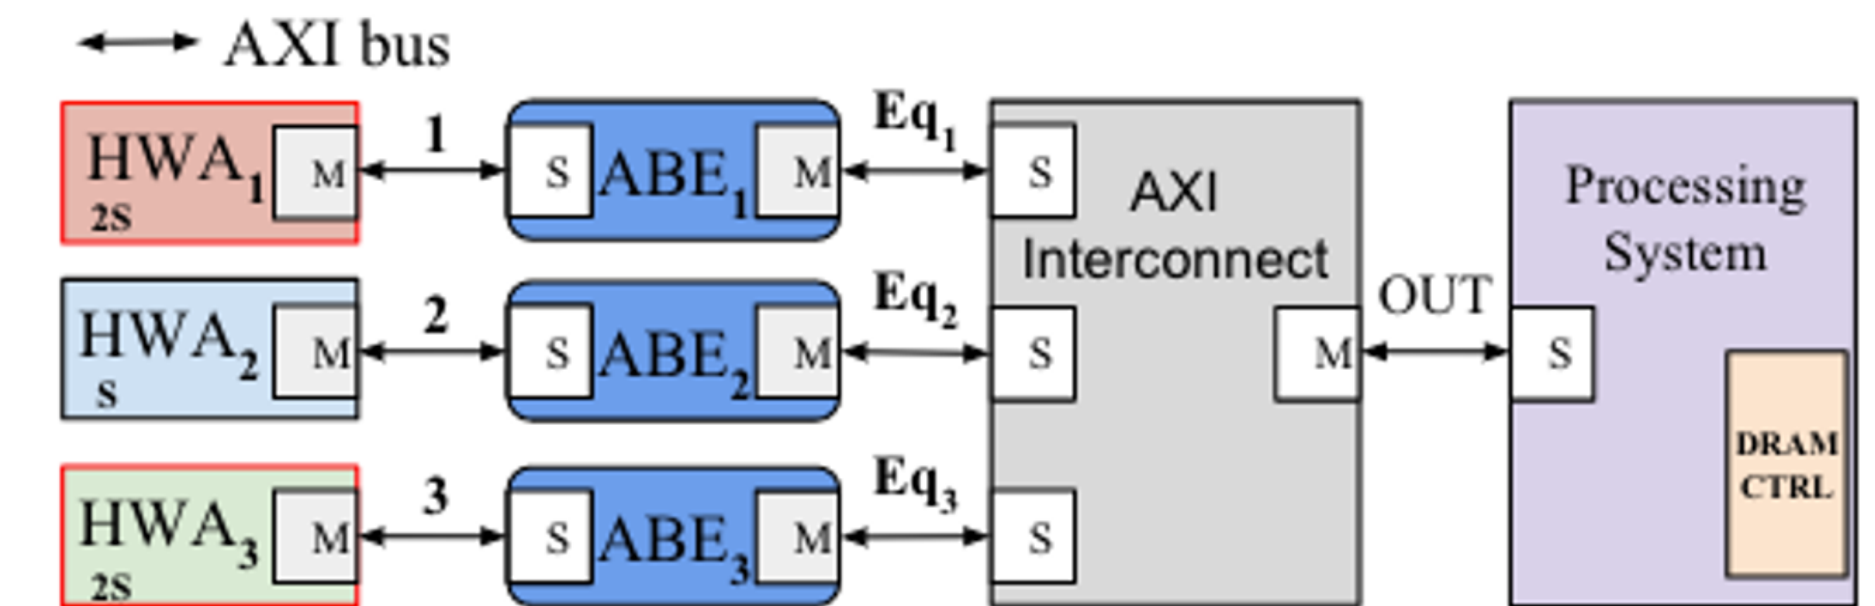 AXI bus
HWA1 M
2S
1
S ABE1 M
Eq1
S
AXI
Interconnect
Processing
System
HWA2 M
S
2
S ABE2 M
Eq2
S
M
OUT
S
DRAM
CTRL
HWA3 M
2S
3
S ABE3 M
Eq3
S